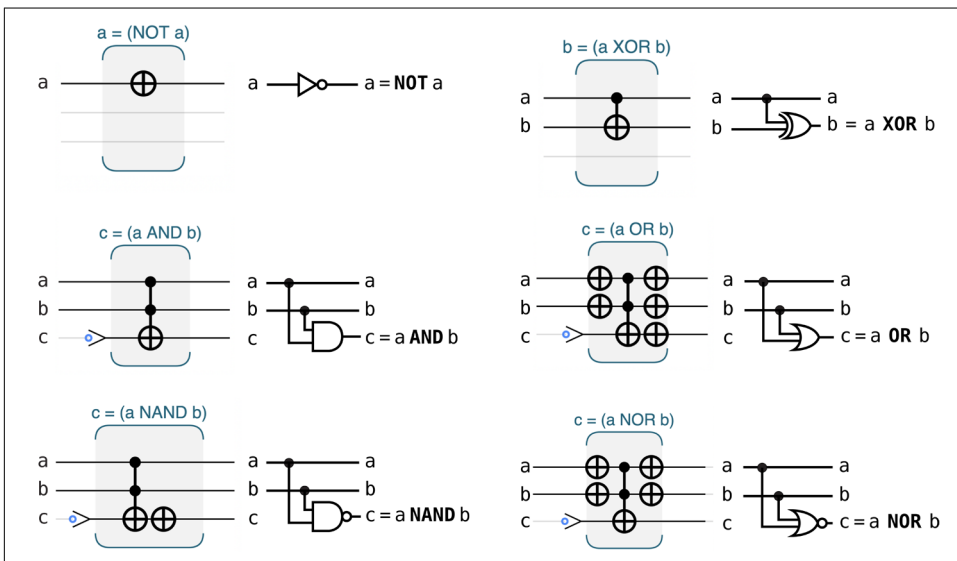 a = (NOT a)
a
a
a = NOT a
b = (a XOR b)
a
b
a
a
b
b = a XOR b
c = (a AND b)
a
b
c
a
a
b
b
c
c = a AND b
c = (a OR b)
a
b
c
a
a
b
b
c
c = a OR b
c = (a NAND b)
a
b
c
a
a
b
b
c
c = a NAND b
c = (a NOR b)
a
b
c
a
a
b
b
c
c = a NOR b